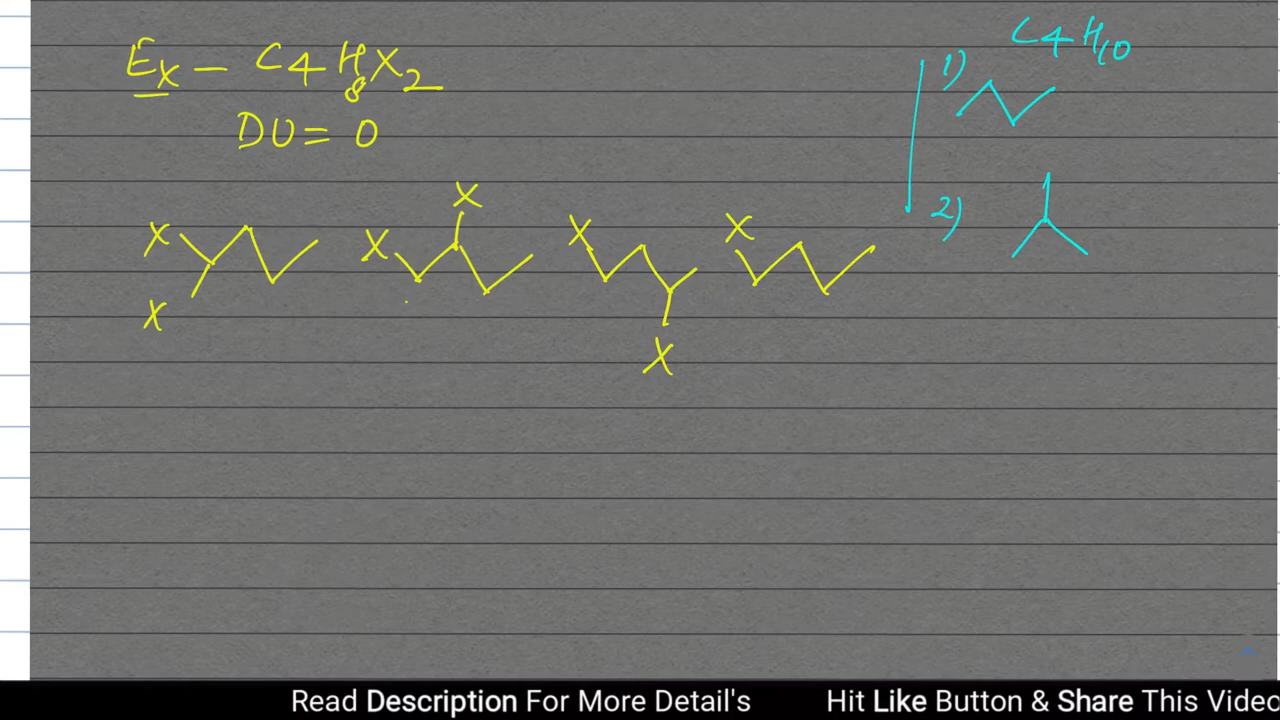 Ex - C4H8X2
DU = 0
C4H10
1)
2)
X
X
X
X
X
X
X
Read Description For More Detail's Hit Like Button & Share This Video